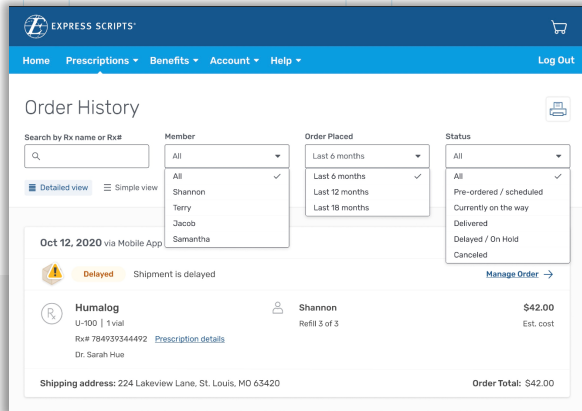 EXPRESS SCRIPTS®
Home Prescriptions Benefits Account Help Log Out
Order History
Search by Rx name or Rx#
Member
Order Placed
Status
All
Last 6 months
All
All
Shannon
Terry
Jacob
Samantha
Last 6 months
Last 12 months
Last 18 months
All
Pre-ordered / scheduled
Currently on the way
Delivered
Delayed / On Hold
Canceled
Detailed view Simple view
Oct 12, 2020 via Mobile App
Delayed Shipment is delayed Manage Order →
Rx
Humalog Shannon $42.00
U-100 | 1 vial Refill 3 of 3 Est. cost
Rx# 784939344492 Prescription details
Dr. Sarah Hue
Shipping address: 224 Lakeview Lane, St. Louis, MO 63420 Order Total: $42.00